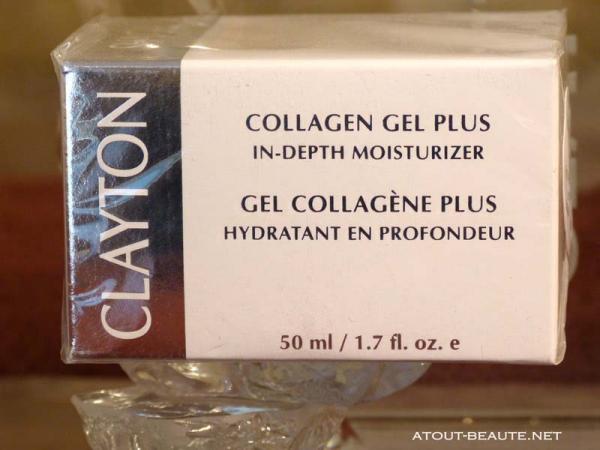 CLAYTON
COLLAGEN GEL PLUS
IN-DEPTH MOISTURIZER
GEL COLLAGÈNE PLUS
HYDRATANT EN PROFONDEUR
50 ml / 1.7 fl. oz. e
ATOUT-BEAUTE.NET